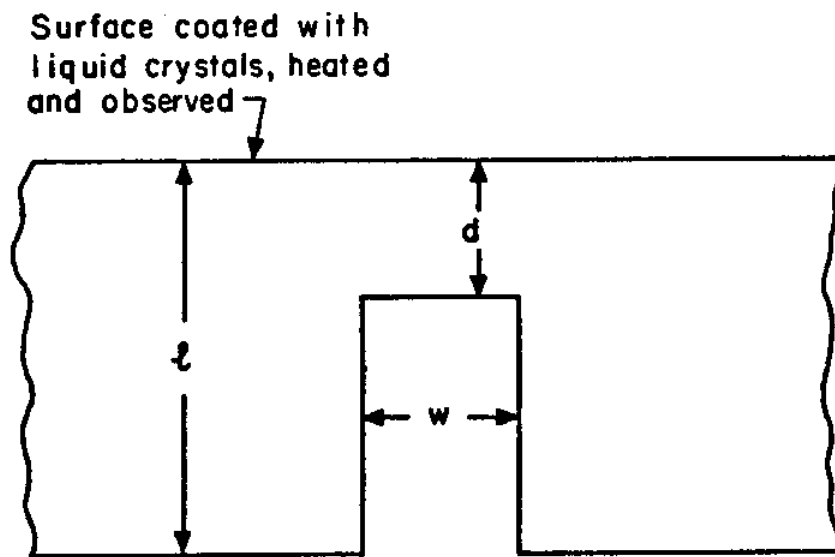 Surface coated with
liquid crystals, heated
and observed
d
ℓ
w